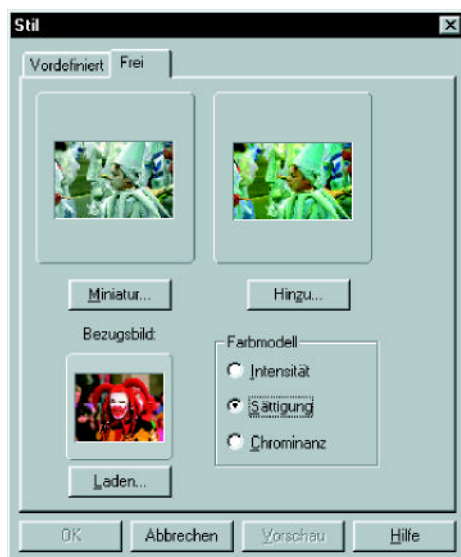 Stil
Vordefiniert Frei
Miniatur... Hinzu...
Bezugsbild:
Farbmodell
Intensität
Sättigung
Chrominanz
Laden...
OK Abbrechen Vorschau Hilfe